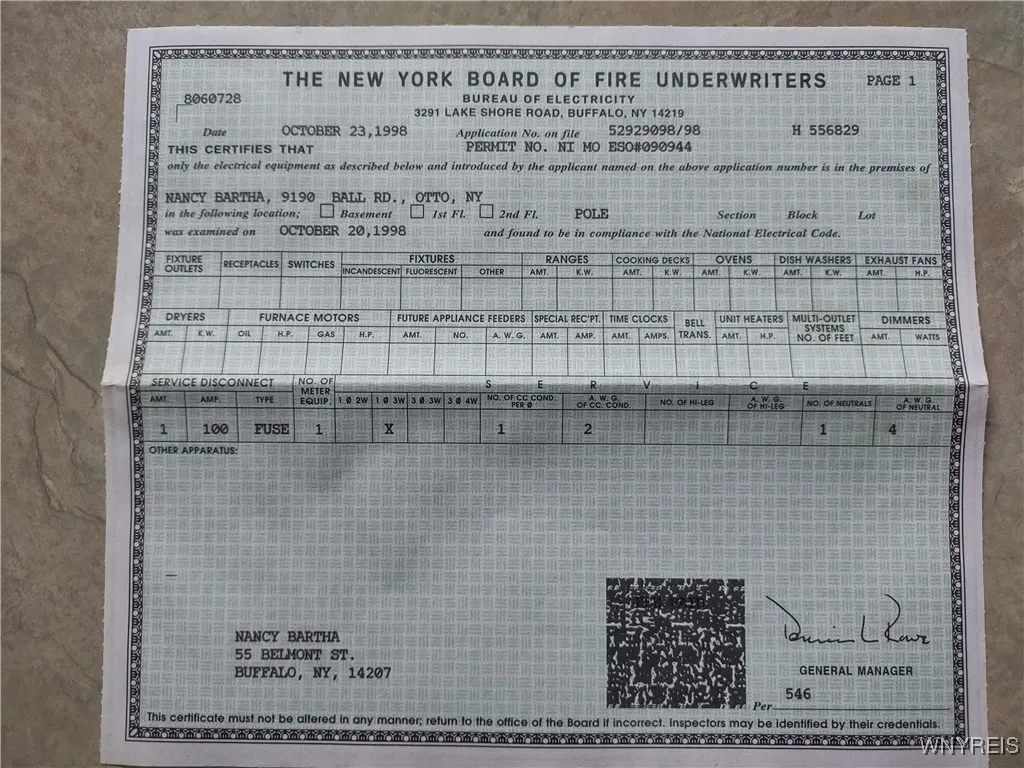 THE NEW YORK BOARD OF FIRE UNDERWRITERS PAGE 1
8060728 BUREAU OF ELECTRICITY
3291 LAKE SHORE ROAD, BUFFALO, NY 14219
Date OCTOBER 23,1998 Application No. on file 52929098/98 H 556829
THIS CERTIFIES THAT PERMIT NO. NI MO ESO#090944
only the electrical equipment as described below and introduced by the applicant named on the above application number is in the premises of
NANCY BARTHA, 9190 BALL RD., OTTO, NY
in the following location; Basement 1st Fl. 2nd Fl. POLE Section Block Lot
was examined on OCTOBER 20,1998 and found to be in compliance with the National Electrical Code.
FIXTURE OUTLETS RECEPTACLES SWITCHES FIXTURES RANGES COOKING DECKS OVENS DISH WASHERS EXHAUST FANS
INCANDESCENT FLUORESCENT OTHER AMT. K.W. AMT. K.W. AMT. K.W. AMT. K.W. AMT. H.P.
DRYERS FURNACE MOTORS FUTURE APPLIANCE FEEDERS SPECIAL REC'PT. TIME CLOCKS BELL TRANS. UNIT HEATERS MULTI-OUTLET SYSTEMS NO. OF FEET DIMMERS
AMT. K.W. OIL H.P. GAS H.P. AMT. NO. A.W.G. AMT. AMP. AMT. AMPS. AMT. H.P. AMT. WATTS
SERVICE DISCONNECT NO. OF METER EQUIP. S E R V I C E
AMT. AMP. TYPE 1 Ø 2W 1 Ø 3W 3 Ø 3W 3 Ø 4W NO. OF CC COND. PER Ø A. W. G. OF CC. COND. NO. OF HI-LEG A. W. G. OF HI-LEG NO. OF NEUTRALS A. W. G. OF NEUTRAL
1 100 FUSE 1 X 1 2 1 4
OTHER APPARATUS:
NANCY BARTHA
55 BELMONT ST.
BUFFALO, NY, 14207
GENERAL MANAGER
Per 546
This certificate must not be altered in any manner; return to the office of the Board if incorrect. Inspectors may be identified by their credentials.
WNYREIS